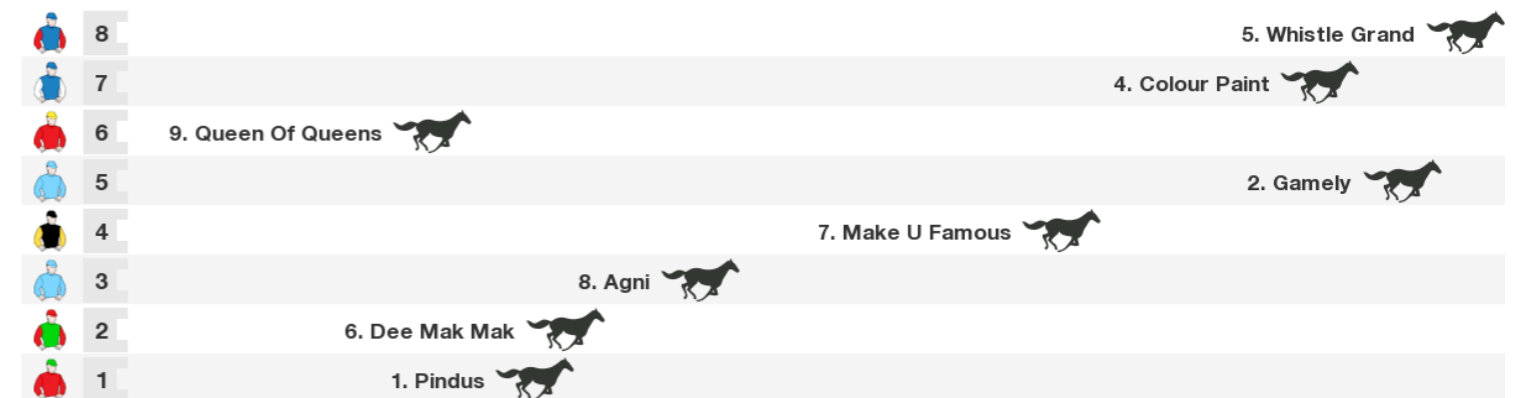 8 5. Whistle Grand
7 4. Colour Paint
6 9. Queen Of Queens
5 2. Gamely
4 7. Make U Famous
3 8. Agni
2 6. Dee Mak Mak
1 1. Pindus